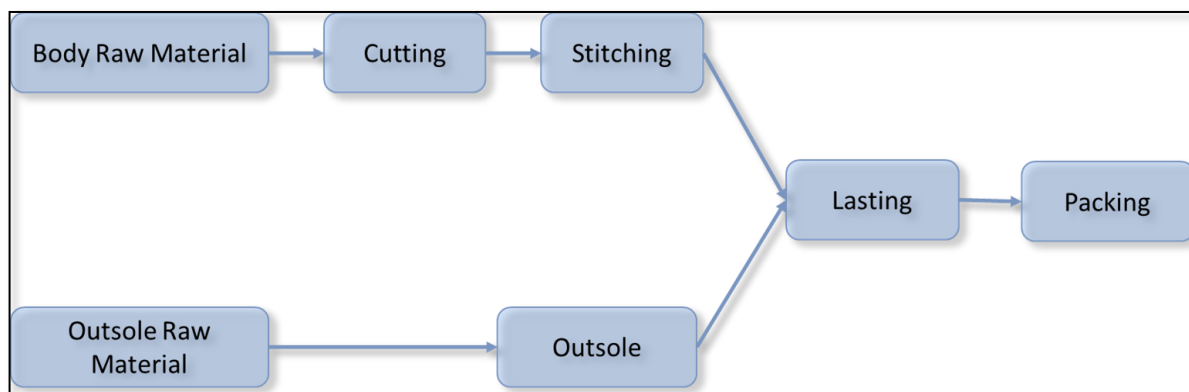 Body Raw Material
Cutting
Stitching
Lasting
Packing
Outsole Raw
Material
Outsole